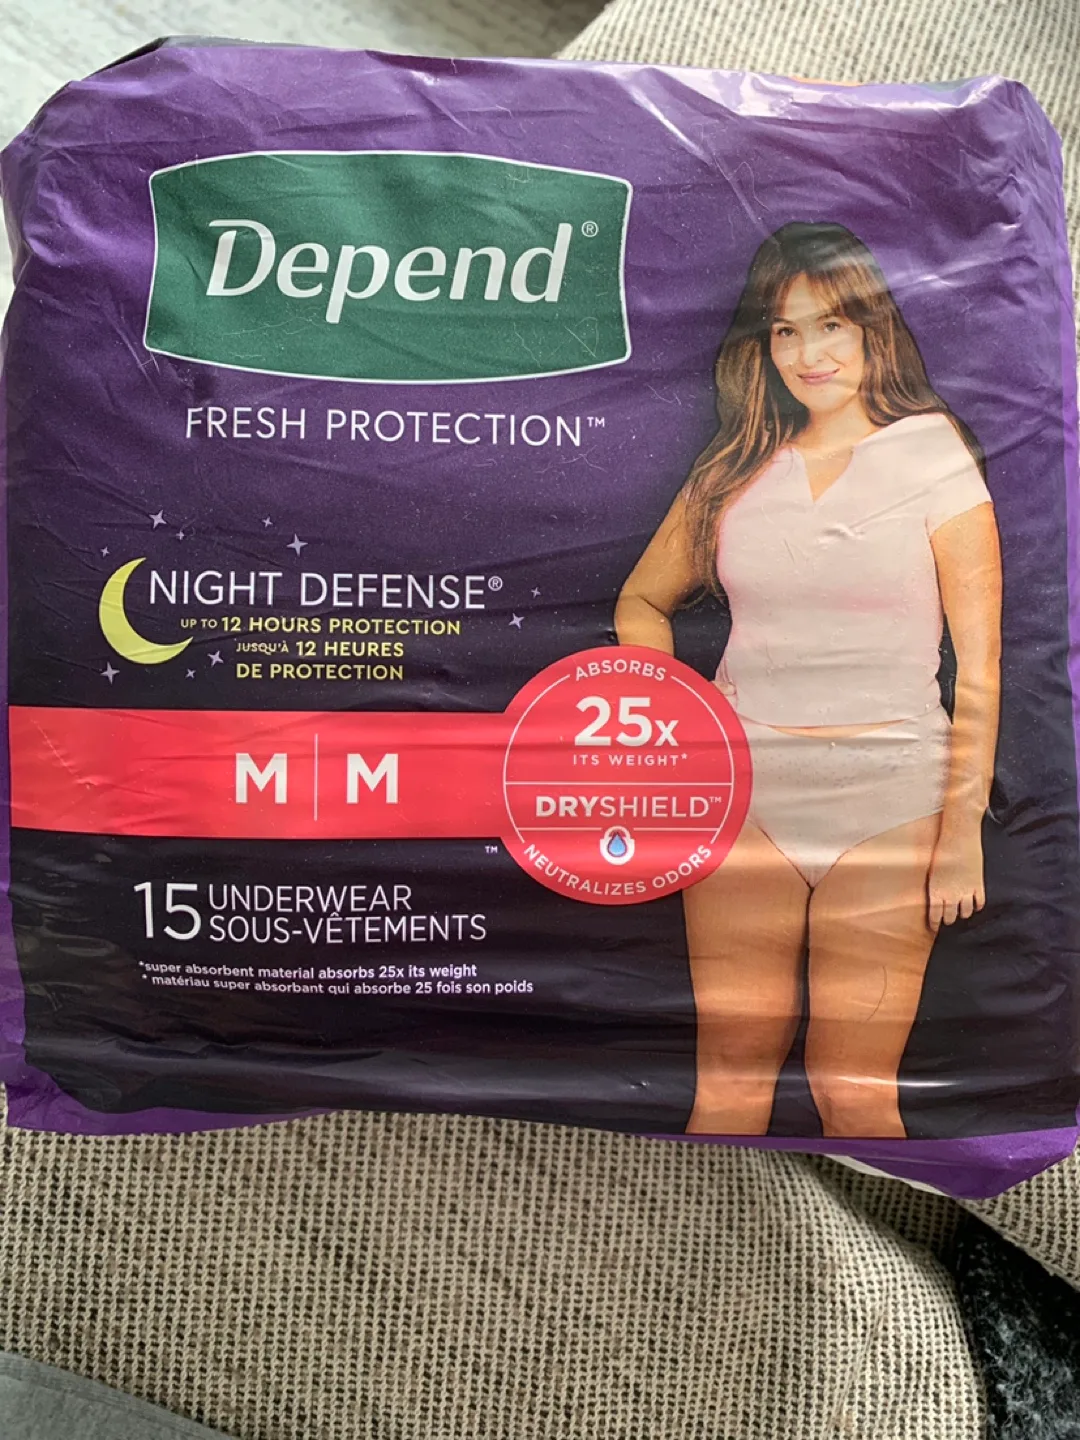 Depend®
FRESH PROTECTION™
NIGHT DEFENSE®
UP TO 12 HOURS PROTECTION
JUSQU'À 12 HEURES
DE PROTECTION
M | M
ABSORBS
25x
ITS WEIGHT*
DRYSHIELD™
NEUTRALIZES ODORS
™
15 UNDERWEAR
SOUS-VÊTEMENTS
*super absorbent material absorbs 25x its weight
* matériau super absorbant qui absorbe 25 fois son poids